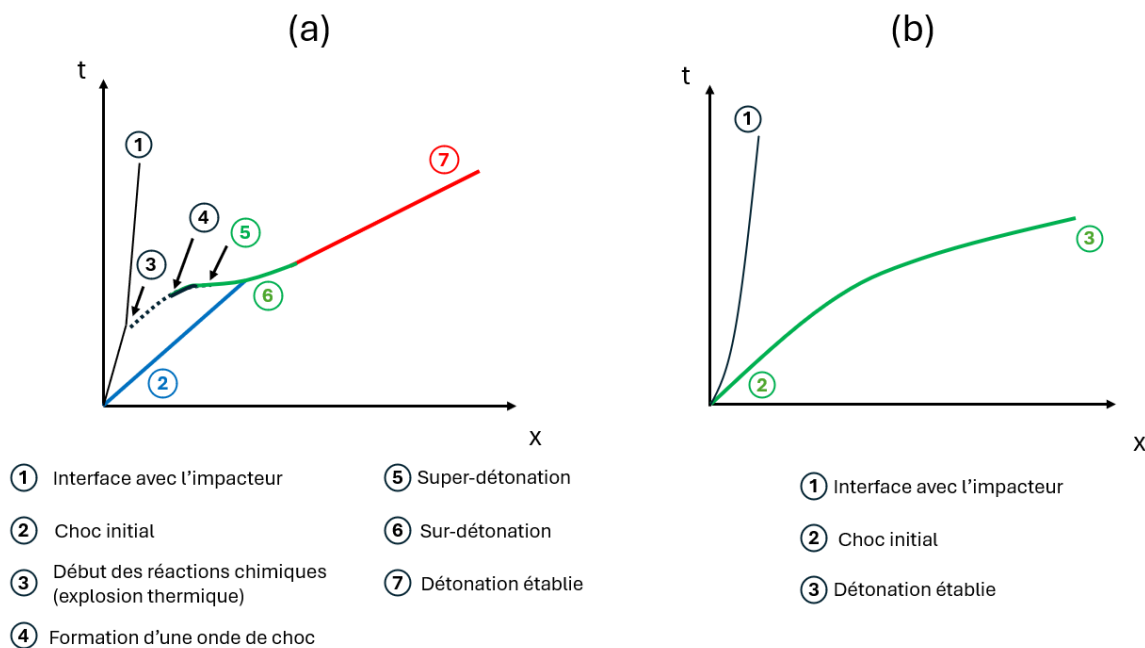 (a)
(b)
t
t
1
1
7
4
5
3
3
6
2
2
x
x
1 Interface avec l’impacteur
2 Choc initial
3 Début des réactions chimiques
(explosion thermique)
4 Formation d’une onde de choc
5 Super-détonation
6 Sur-détonation
7 Détonation établie
1 Interface avec l’impacteur
2 Choc initial
3 Détonation établie